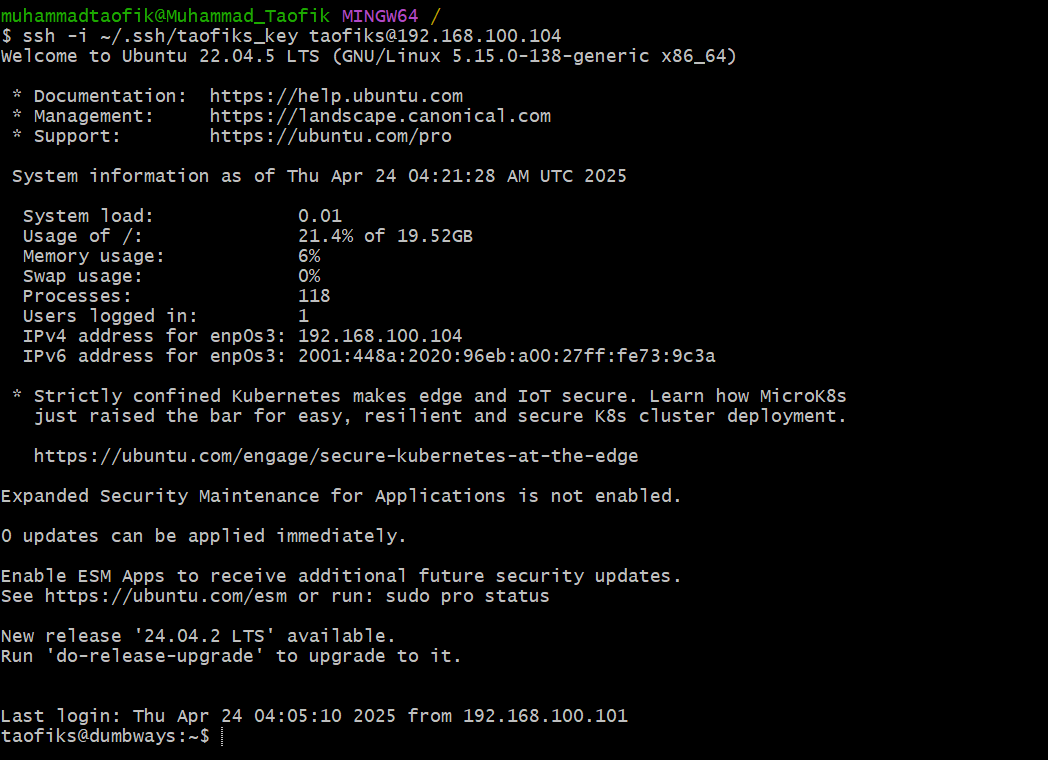 muhammadtaofik@Muhammad_Taofik MINGW64 /
$ ssh -i ~/.ssh/taofiks_key taofiks@192.168.100.104
Welcome to Ubuntu 22.04.5 LTS (GNU/Linux 5.15.0-138-generic x86_64)

 * Documentation:  https://help.ubuntu.com
 * Management:     https://landscape.canonical.com
 * Support:        https://ubuntu.com/pro

 System information as of Thu Apr 24 04:21:28 AM UTC 2025

  System load:             0.01
  Usage of /:              21.4% of 19.52GB
  Memory usage:            6%
  Swap usage:              0%
  Processes:               118
  Users logged in:         1
  IPv4 address for enp0s3: 192.168.100.104
  IPv6 address for enp0s3: 2001:448a:2020:96eb:a00:27ff:fe73:9c3a

 * Strictly confined Kubernetes makes edge and IoT secure. Learn how MicroK8s
   just raised the bar for easy, resilient and secure K8s cluster deployment.

   https://ubuntu.com/engage/secure-kubernetes-at-the-edge

Expanded Security Maintenance for Applications is not enabled.

0 updates can be applied immediately.

Enable ESM Apps to receive additional future security updates.
See https://ubuntu.com/esm or run: sudo pro status

New release '24.04.2 LTS' available.
Run 'do-release-upgrade' to upgrade to it.


Last login: Thu Apr 24 04:05:10 2025 from 192.168.100.101
taofiks@dumbways:~$